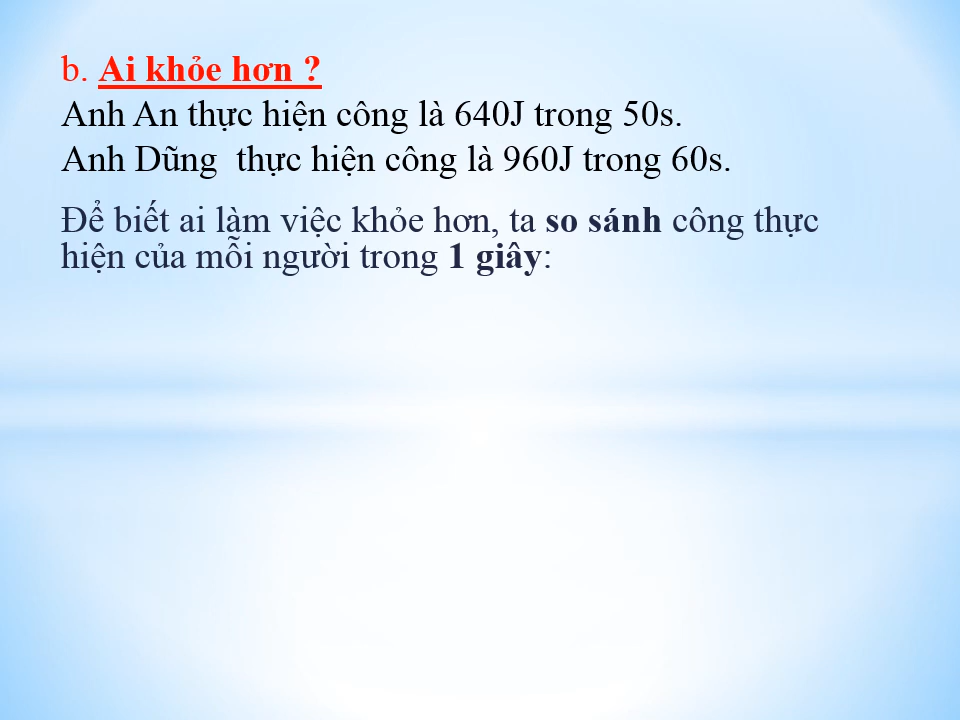 b. Ai khỏe hơn ?
Anh An thực hiện công là 640J trong 50s.
Anh Dũng  thực hiện công là 960J trong 60s.
Để biết ai làm việc khỏe hơn, ta so sánh công thực
hiện của mỗi người trong 1 giây: